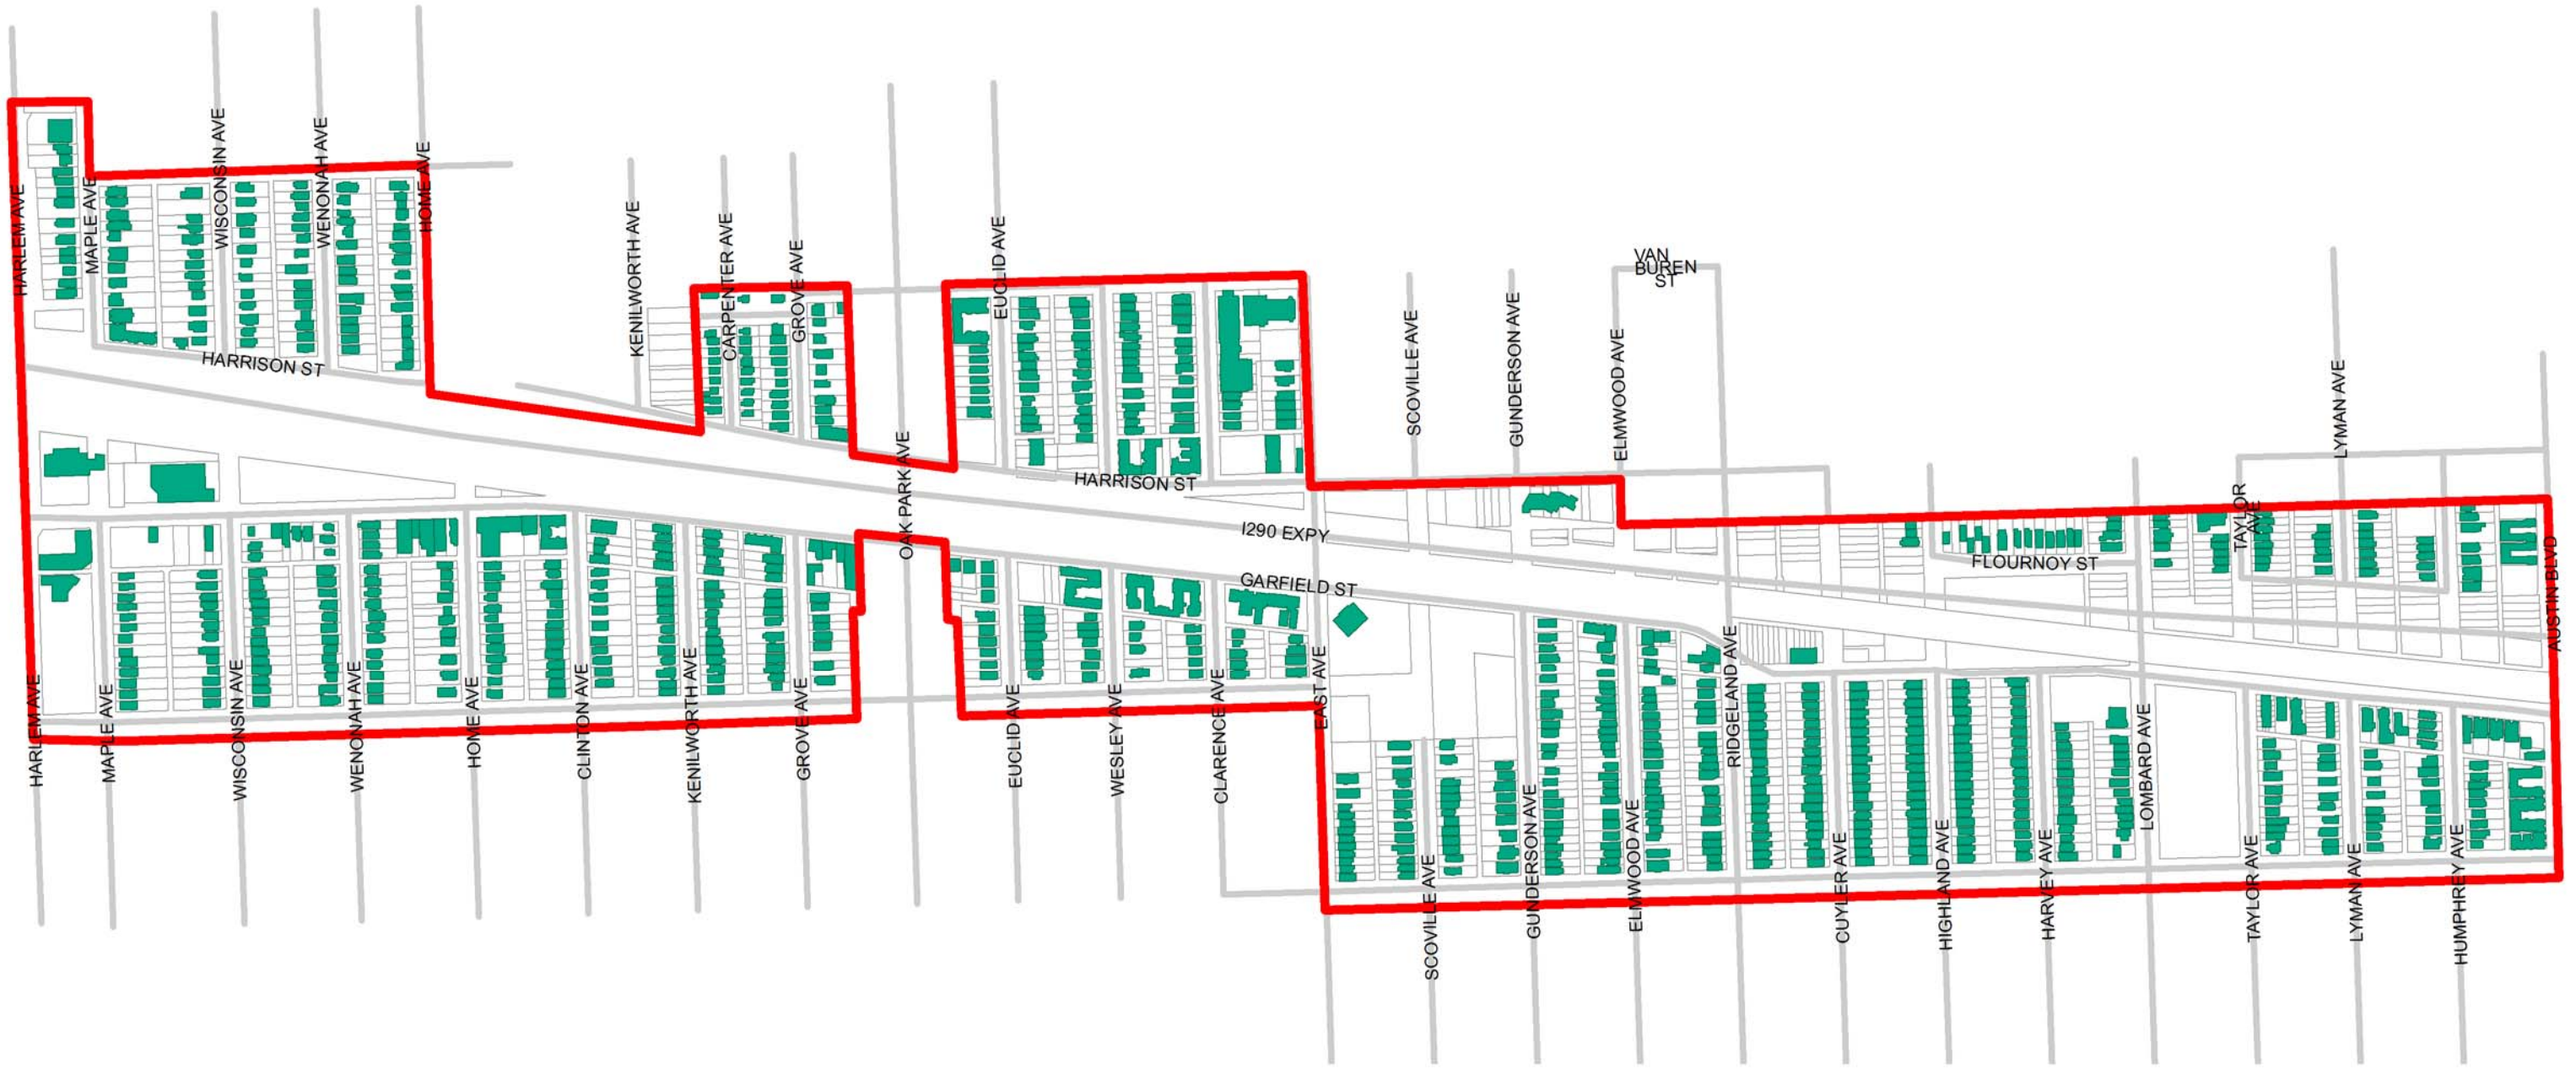 WISCONSIN AVE
WENONAH AVE
HOME AVE
HARLEM AVE
MAPLE AVE
HARRISON ST
KENILWORTH AVE
CARPENTER AVE
GROVE AVE
OAK PARK AVE
EUCLID AVE
HARRISON ST
I290 EXPY
GARFIELD ST
SCOVILLE AVE
GUNDERSON AVE
ELMWOOD AVE
VAN
BUREN
ST
FLOURNOY ST
TAYLOR
AVE
LYMAN AVE
AUSTIN BLVD
HARLEM AVE
MAPLE AVE
WISCONSIN AVE
WENONAH AVE
HOME AVE
CLINTON AVE
KENILWORTH AVE
GROVE AVE
EUCLID AVE
WESLEY AVE
CLARENCE AVE
EAST AVE
SCOVILLE AVE
GUNDERSON AVE
ELMWOOD AVE
RIDGELAND AVE
CUYLER AVE
HIGHLAND AVE
HARVEY AVE
LOMBARD AVE
TAYLOR AVE
LYMAN AVE
HUMPHREY AVE